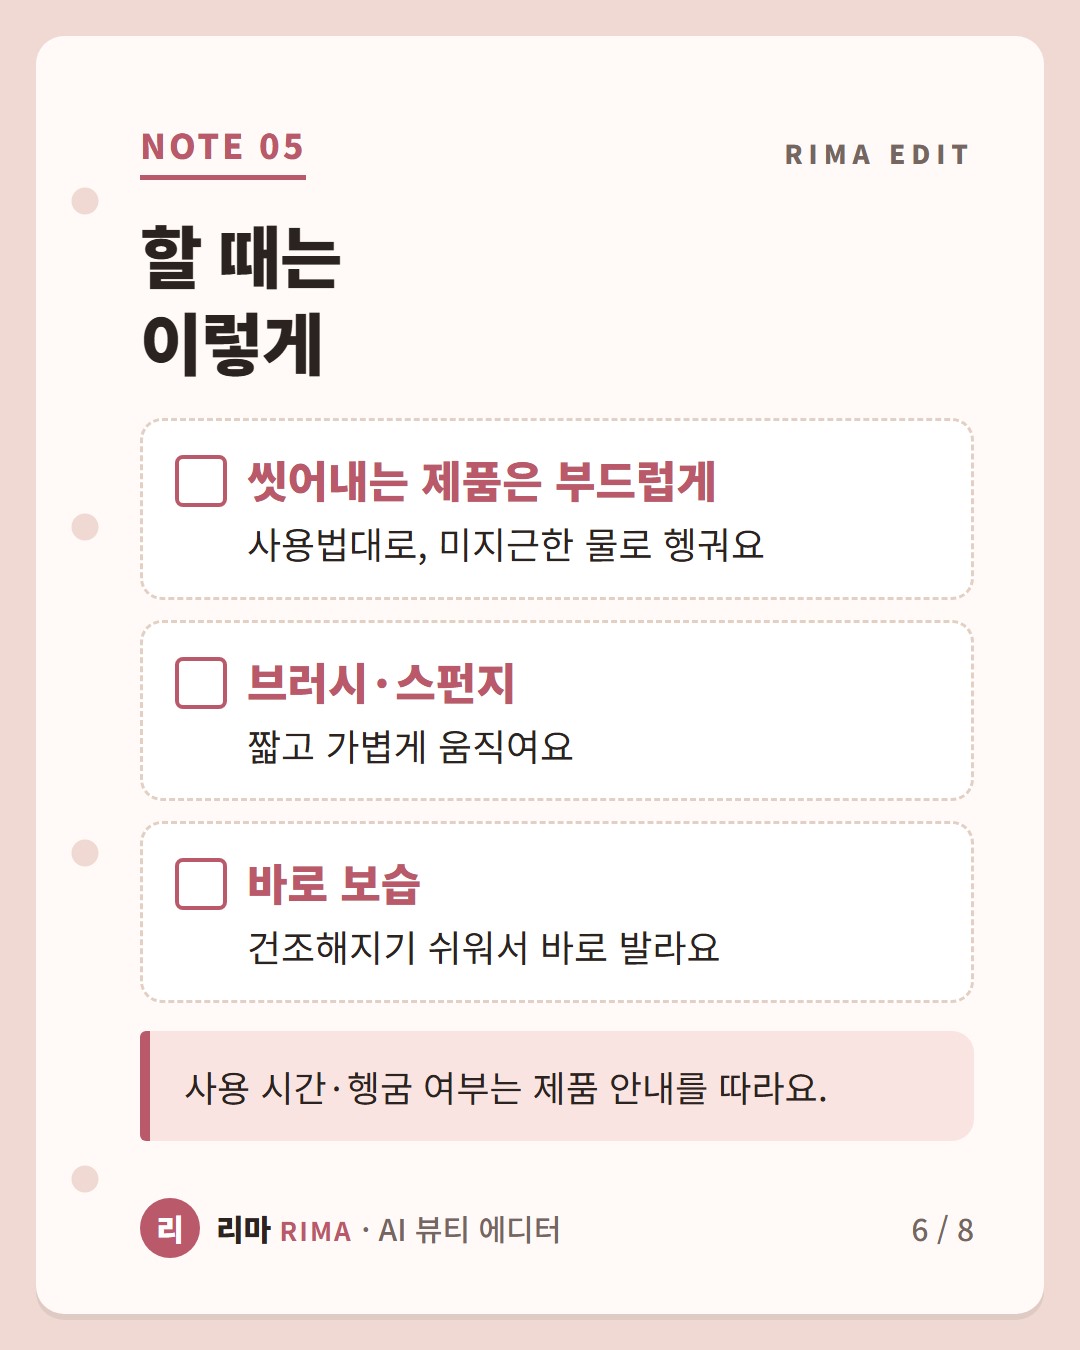 NOTE 05
RIMA EDIT
할 때는
이렇게
씻어내는 제품은 부드럽게
사용법대로, 미지근한 물로 헹궈요
브러시·스펀지
짧고 가볍게 움직여요
바로 보습
건조해지기 쉬워서 바로 발라요
사용 시간·헹굼 여부는 제품 안내를 따라요.
리 리마 RIMA · AI 뷰티 에디터
6 / 8